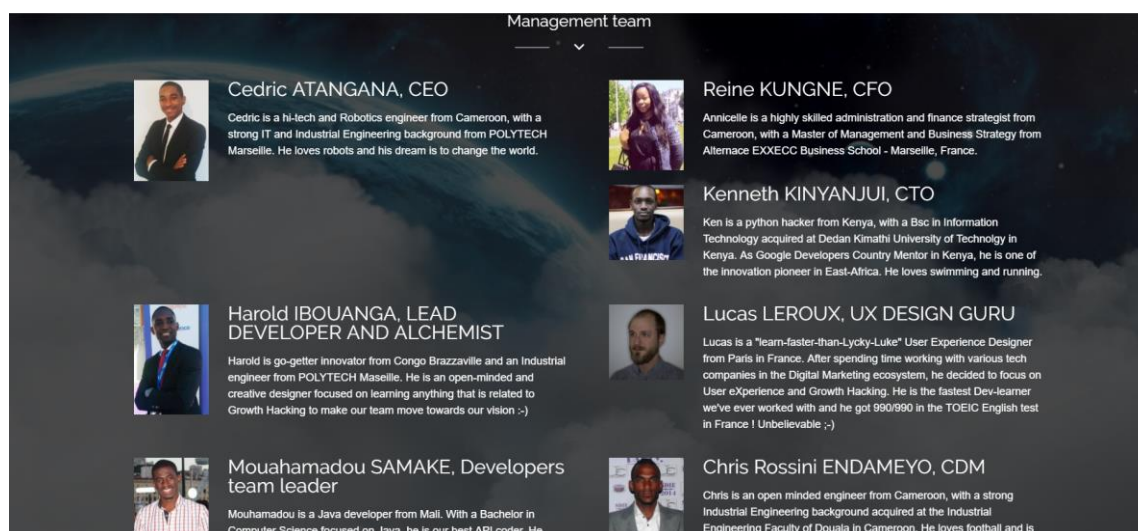 Management team
Cedric ATANGANA, CEO
Cedric is a hi-tech and Robotics engineer from Cameroon, with a
strong IT and Industrial Engineering background from POLYTECH
Marseille. He loves robots and his dream is to change the world.
Reine KUNGNE, CFO
Annicelle is a highly skilled administration and finance strategist from
Cameroon, with a Master of Management and Business Strategy from
Alternace EXXECC Business School - Marseille, France.
Kenneth KINYANJUI, CTO
Ken is a python hacker from Kenya, with a Bsc in Information
Technology acquired at Dedan Kimathi University of Technolgy in
Kenya. As Google Developers Country Mentor in Kenya, he is one of
the innovation pioneer in East-Africa. He loves swimming and running.
Harold IBOUANGA, LEAD
DEVELOPER AND ALCHEMIST
Harold is go-getter innovator from Congo Brazzaville and an Industrial
engineer from POLYTECH Maseille. He is an open-minded and
creative designer focused on learning anything that is related to
Growth Hacking to make our team move towards our vision :-)
Lucas LEROUX, UX DESIGN GURU
Lucas is a "learn-faster-than-Lycky-Luke" User Experience Designer
from Paris in France. After spending time working with various tech
companies in the Digital Marketing ecosystem, he decided to focus on
User eXperience and Growth Hacking. He is the fastest Dev-learner
we've ever worked with and he got 990/990 in the TOEIC English test
in France ! Unbelievable ;-)
Mouahamadou SAMAKE, Developers
team leader
Mouhamadou is a Java developer from Mali. With a Bachelor in
Computer Science focused on Java, he is our best API coder. He
Chris Rossini ENDAMEYO, CDM
Chris is an open minded engineer from Cameroon, with a strong
Industrial Engineering background acquired at the Industrial
Engineering Faculty of Douala in Cameroon. He loves football and is